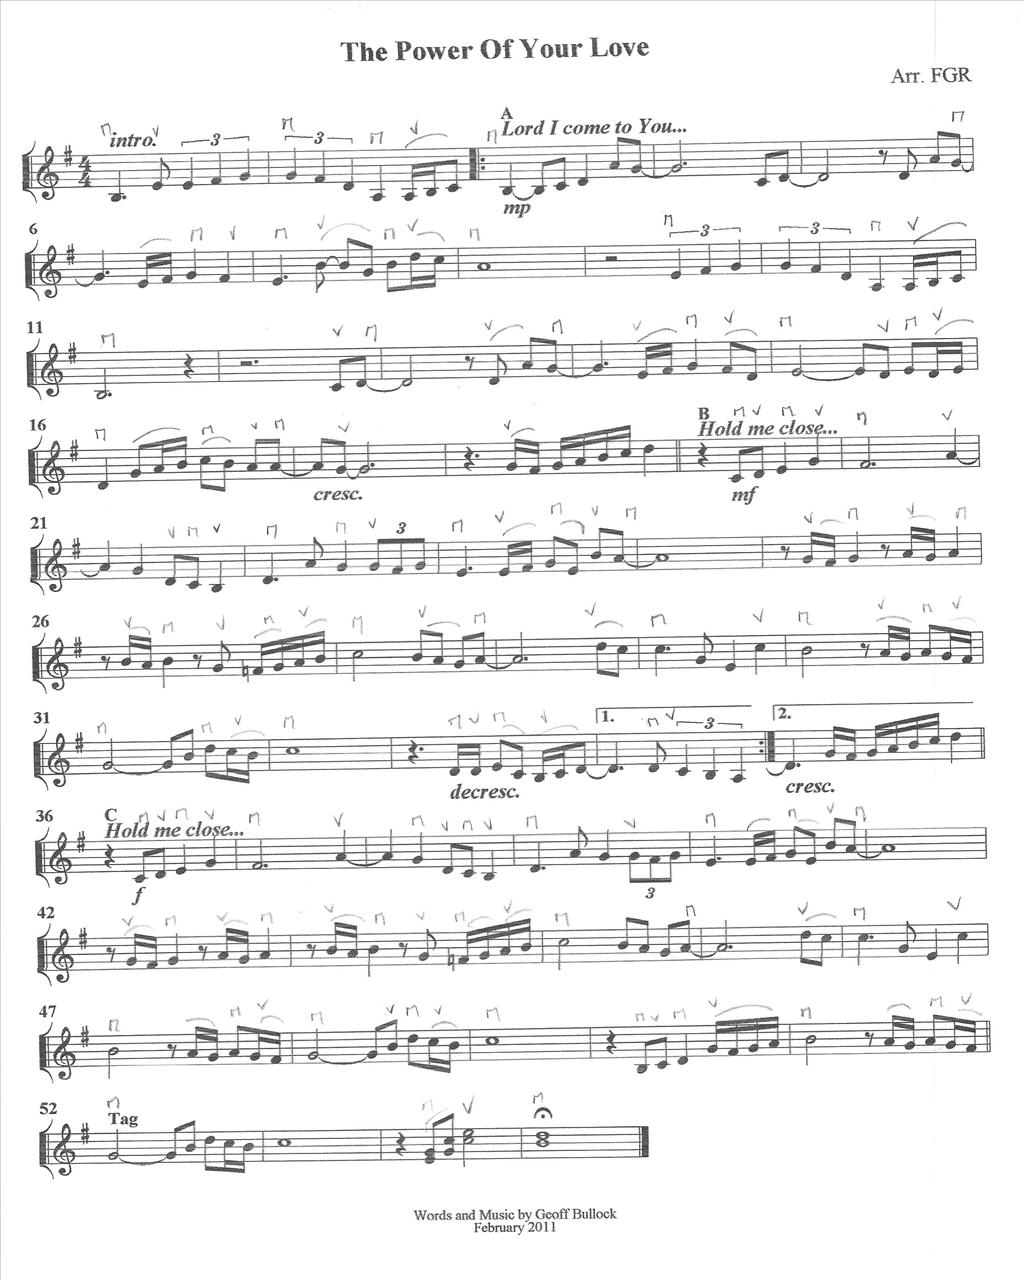 The Power Of Your Love
Arr. FGR
intro.
3
3
A
Lord I come to You...
4
4
mp
6
3
3
11
16
cresc.
B
Hold me close...
mf
21
3
26
31
decresc.
1.
3
2.
cresc.
36
C
Hold me close...
f
3
42
47
52
Tag
Words and Music by Geoff Bullock
February 2011